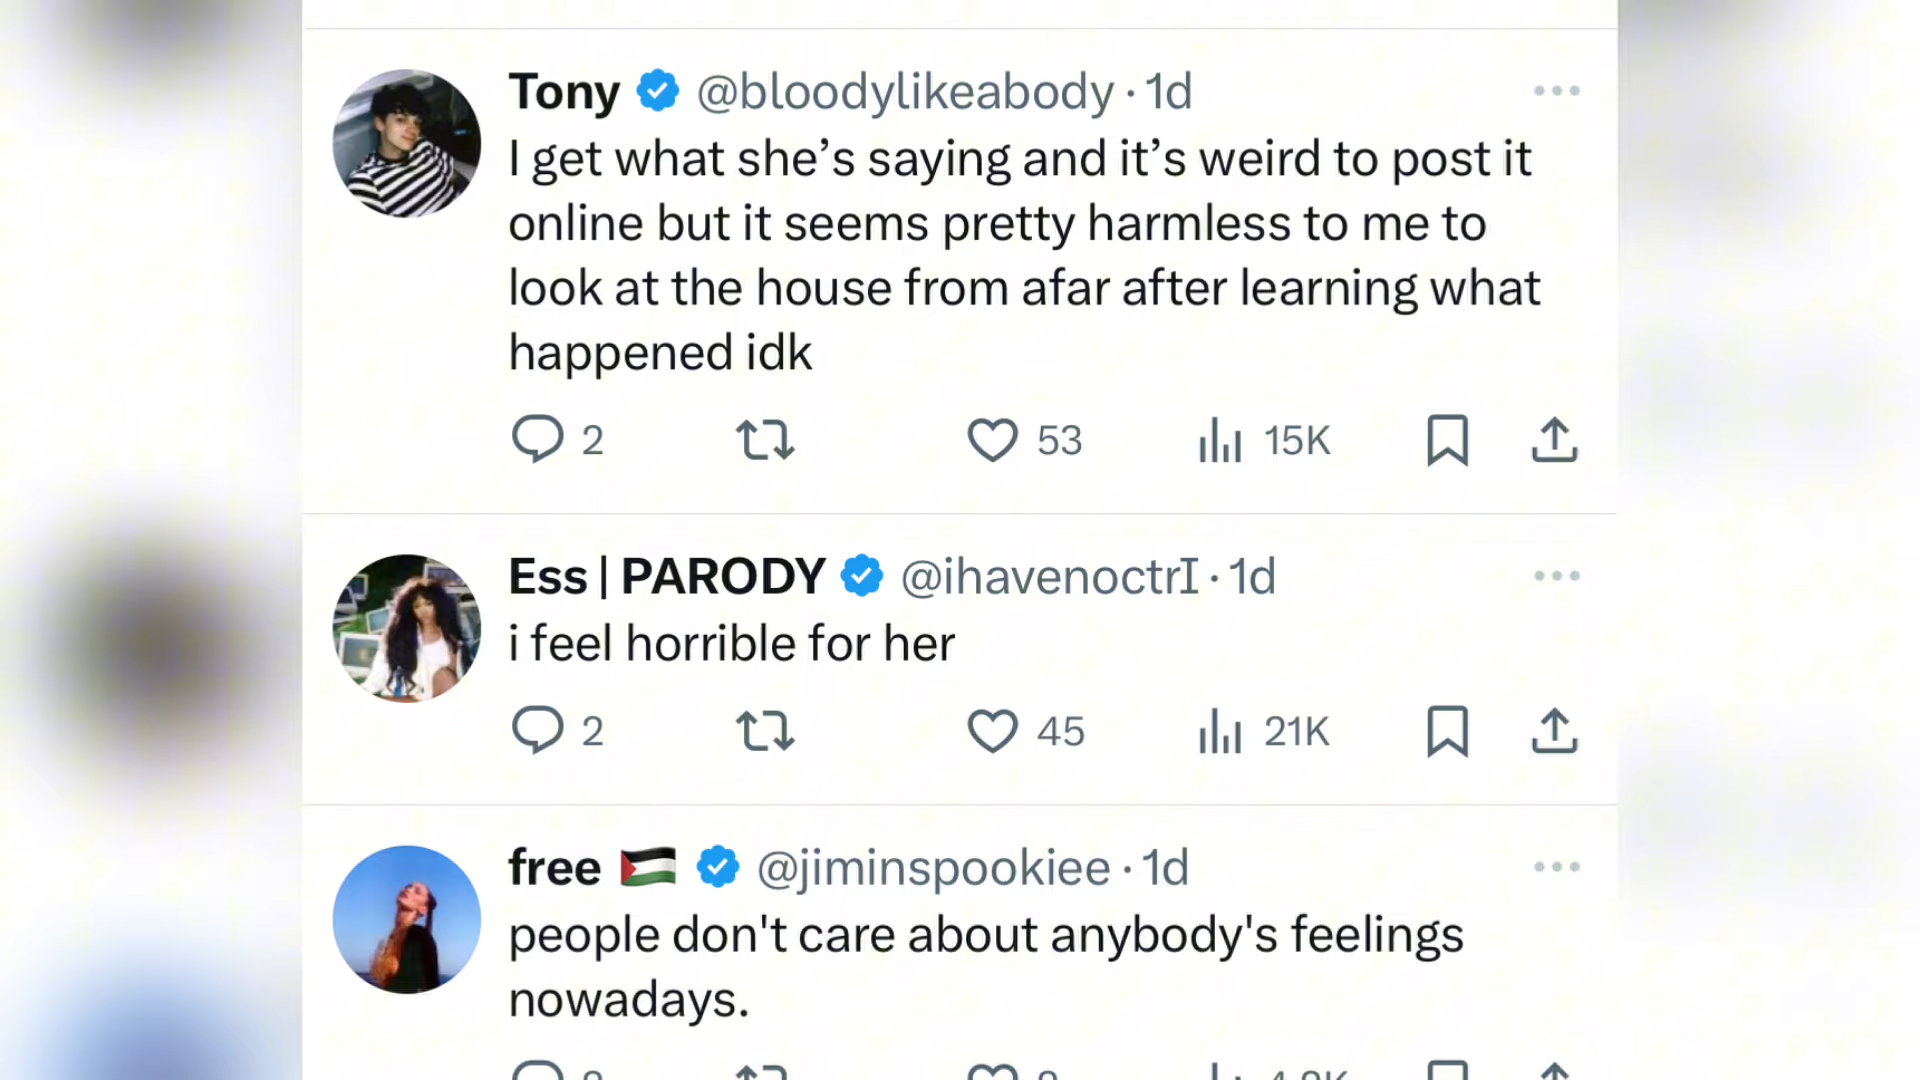 Tony @bloodylikeabody · 1d
I get what she’s saying and it’s weird to post it
online but it seems pretty harmless to me to
look at the house from afar after learning what
happened idk
2 53 15K
Ess | PARODY @ihavenoctrI · 1d
i feel horrible for her
2 45 21K
free 🇵🇸 @jiminspookiee · 1d
people don't care about anybody's feelings
nowadays.